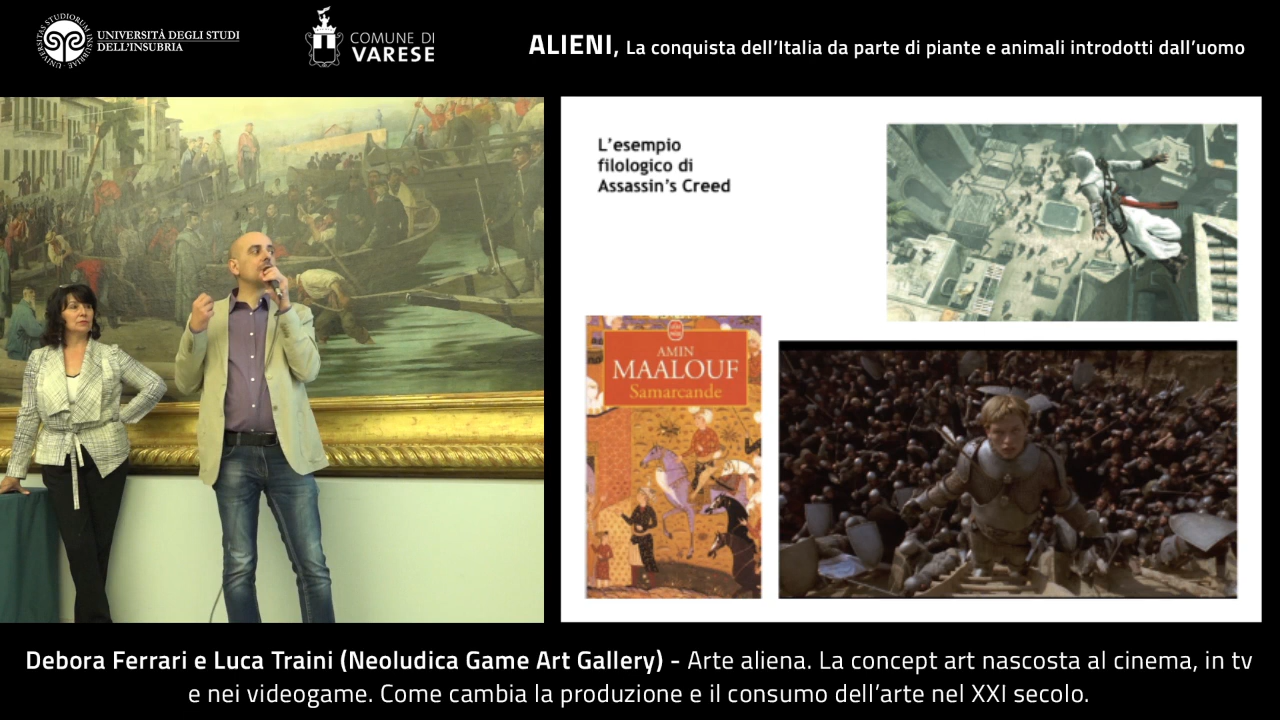 UNIVERSITÀ DEGLI STUDI
DELL'INSUBRIA
COMUNE DI
VARESE
ALIENI, La conquista dell'Italia da parte di piante e animali introdotti dall'uomo
L'esempio
filologico di
Assassin's Creed
AMIN
MAALOUF
Samarcande
Debora Ferrari e Luca Traini (Neoludica Game Art Gallery) - Arte aliena. La concept art nascosta al cinema, in tv
e nei videogame. Come cambia la produzione e il consumo dell'arte nel XXI secolo.